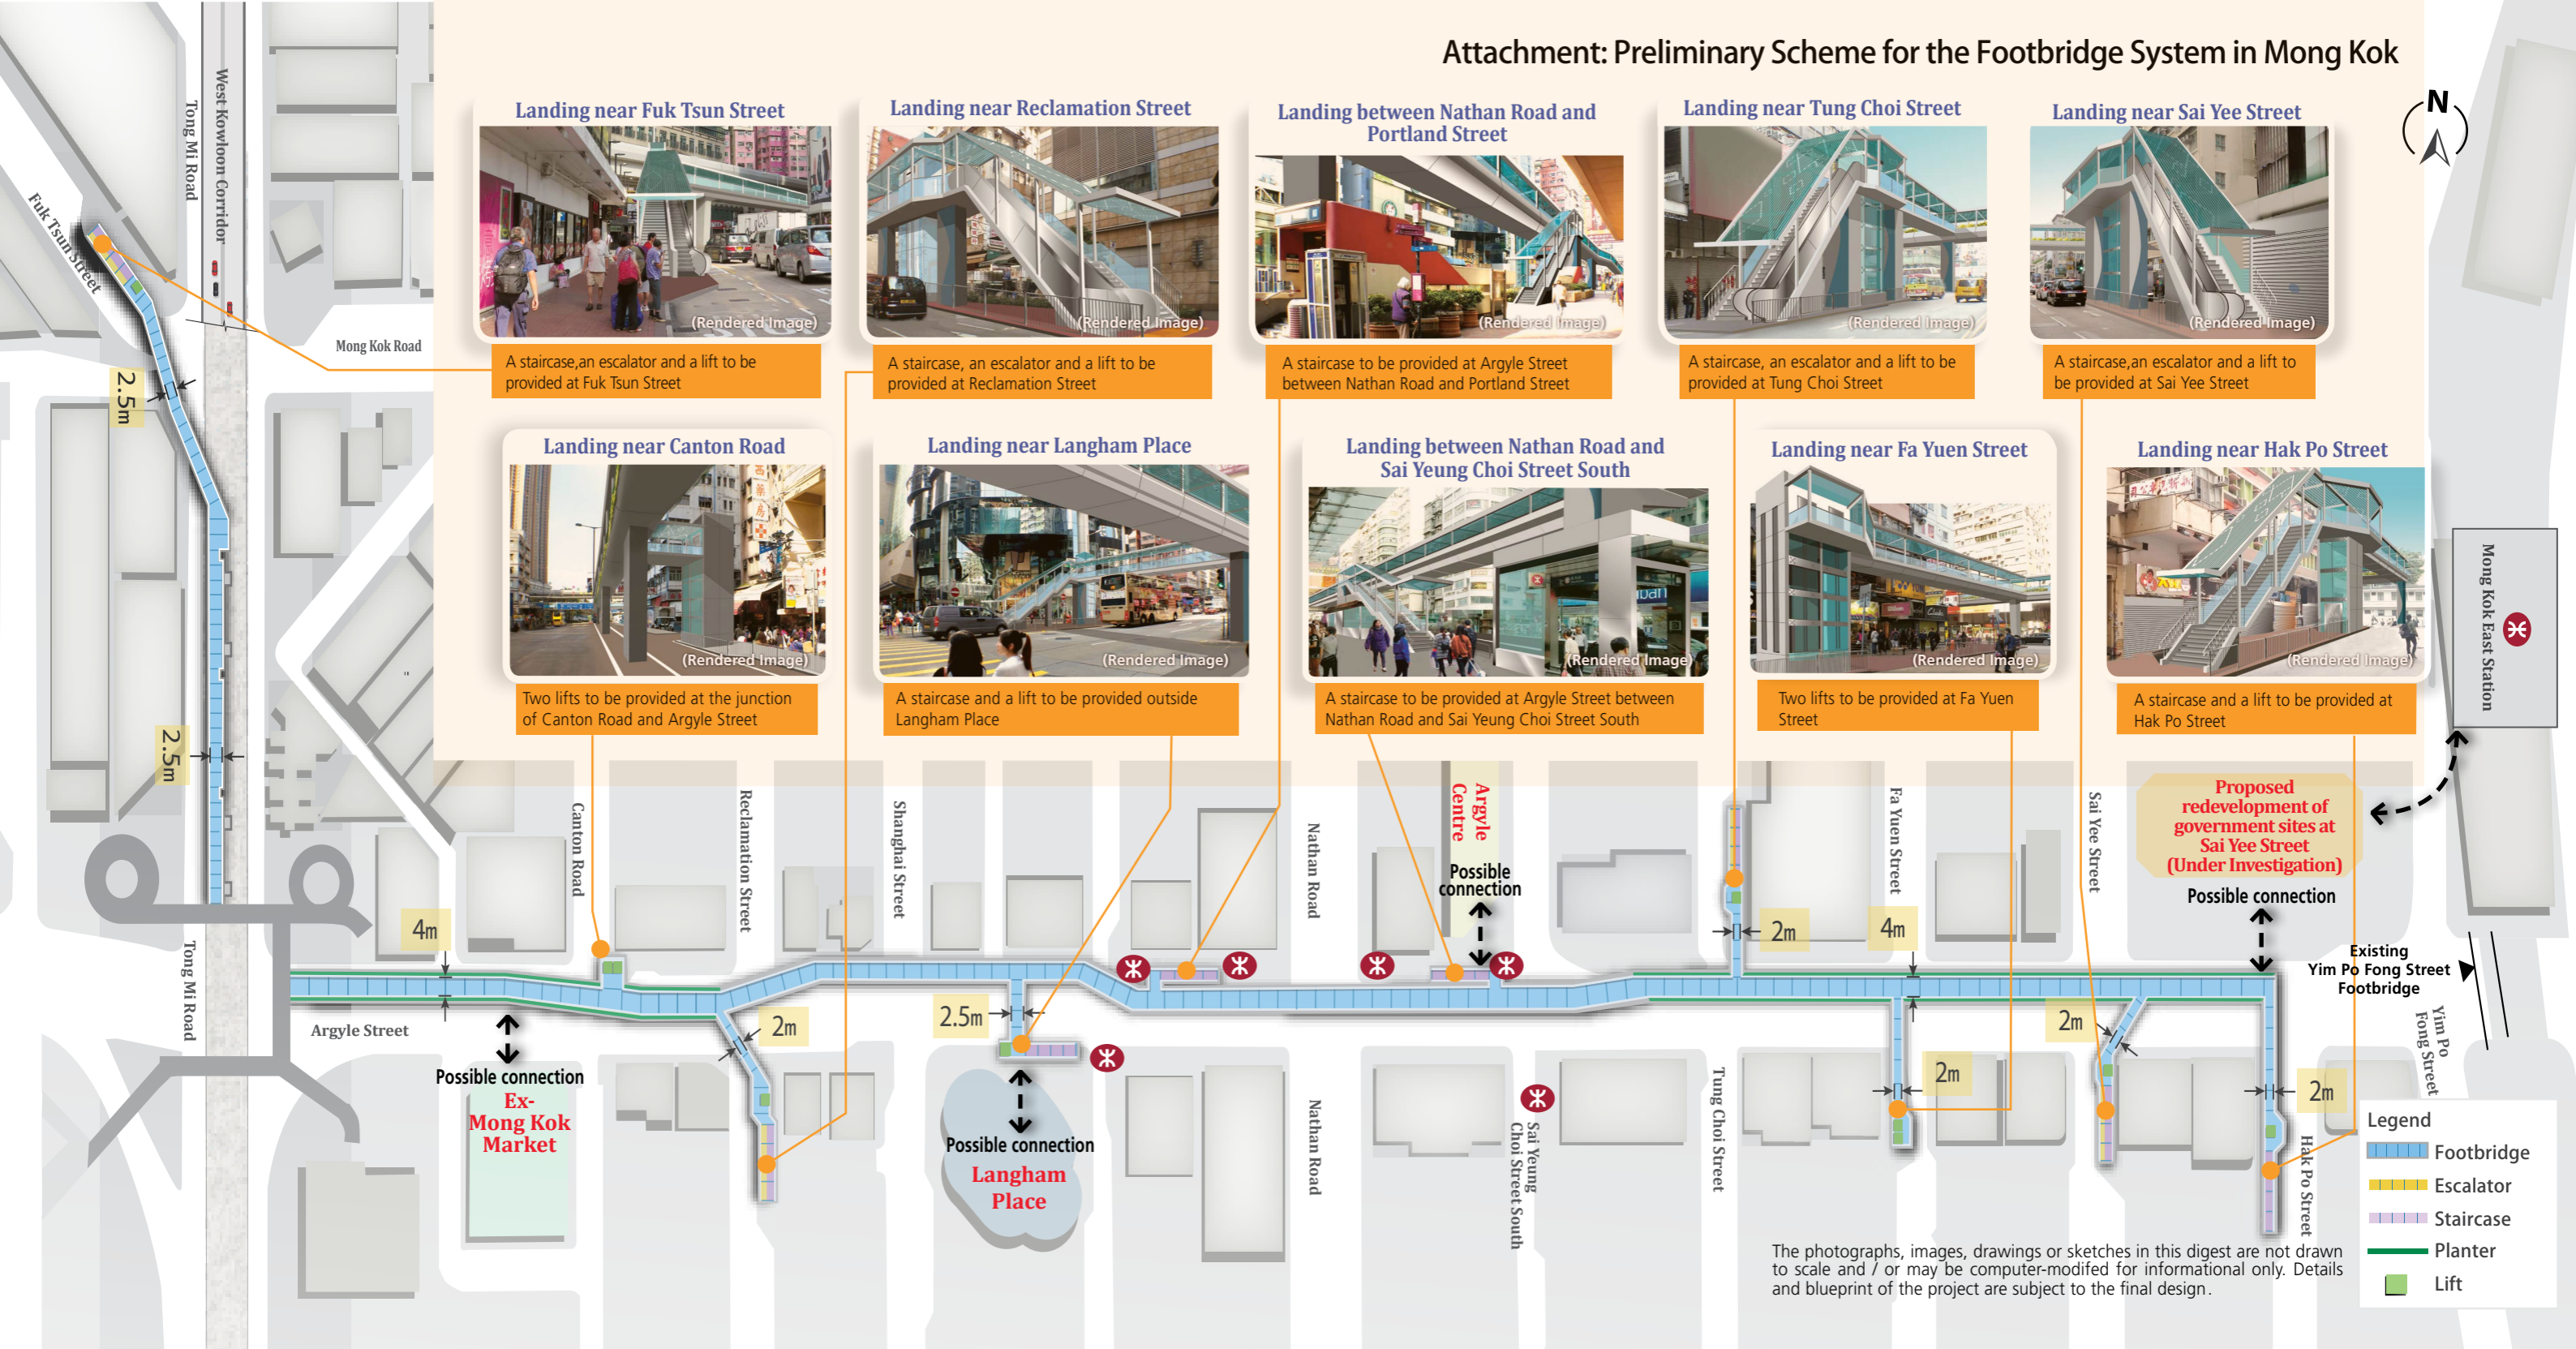 Attachment: Preliminary Scheme for the Footbridge System in Mong Kok
N
Landing near Fuk Tsun Street
(Rendered Image)
A staircase,an escalator and a lift to be
provided at Fuk Tsun Street
Landing near Reclamation Street
(Rendered Image)
A staircase, an escalator and a lift to be
provided at Reclamation Street
Landing between Nathan Road and
Portland Street
(Rendered Image)
A staircase to be provided at Argyle Street
between Nathan Road and Portland Street
Landing near Tung Choi Street
(Rendered Image)
A staircase, an escalator and a lift to be
provided at Tung Choi Street
Landing near Sai Yee Street
(Rendered Image)
A staircase,an escalator and a lift to
be provided at Sai Yee Street
Landing near Canton Road
(Rendered Image)
Two lifts to be provided at the junction
of Canton Road and Argyle Street
Landing near Langham Place
(Rendered Image)
A staircase and a lift to be provided outside
Langham Place
Landing between Nathan Road and
Sai Yeung Choi Street South
(Rendered Image)
A staircase to be provided at Argyle Street between
Nathan Road and Sai Yeung Choi Street South
Landing near Fa Yuen Street
(Rendered Image)
Two lifts to be provided at Fa Yuen
Street
Landing near Hak Po Street
(Rendered Image)
A staircase and a lift to be provided at
Hak Po Street
Tong Mi Road
West Kowloorn Corridor
Fuk Tsun Street
Mong Kok Road
2.5m
2.5m
Mong Kok East Station
Canton Road
Reclamation Street
Shanghai Street
Nathan Road
Argyle
Centre
Possible
connection
Fa Yuen Street
Sai Yee Street
Proposed
redevelopment of
government sites at
Sai Yee Street
(Under Investigation)
Possible connection
4m
2m
4m
Existing
Yim Po Fong Street
Footbridge
Tong Mi Road
Argyle Street
2m
2.5m
2m
2m
2m
Yim Po
Fong Street
Possible connection
Ex-
Mong Kok
Market
Possible connection
Langham
Place
Nathan Road
Sai Yeung
Choi Street South
Tung Choi Street
Hak Po Street
Legend
Footbridge
Escalator
Staircase
Planter
Lift
The photographs, images, drawings or sketches in this digest are not drawn
to scale and / or may be computer-modifed for informational only. Details
and blueprint of the project are subject to the final design.